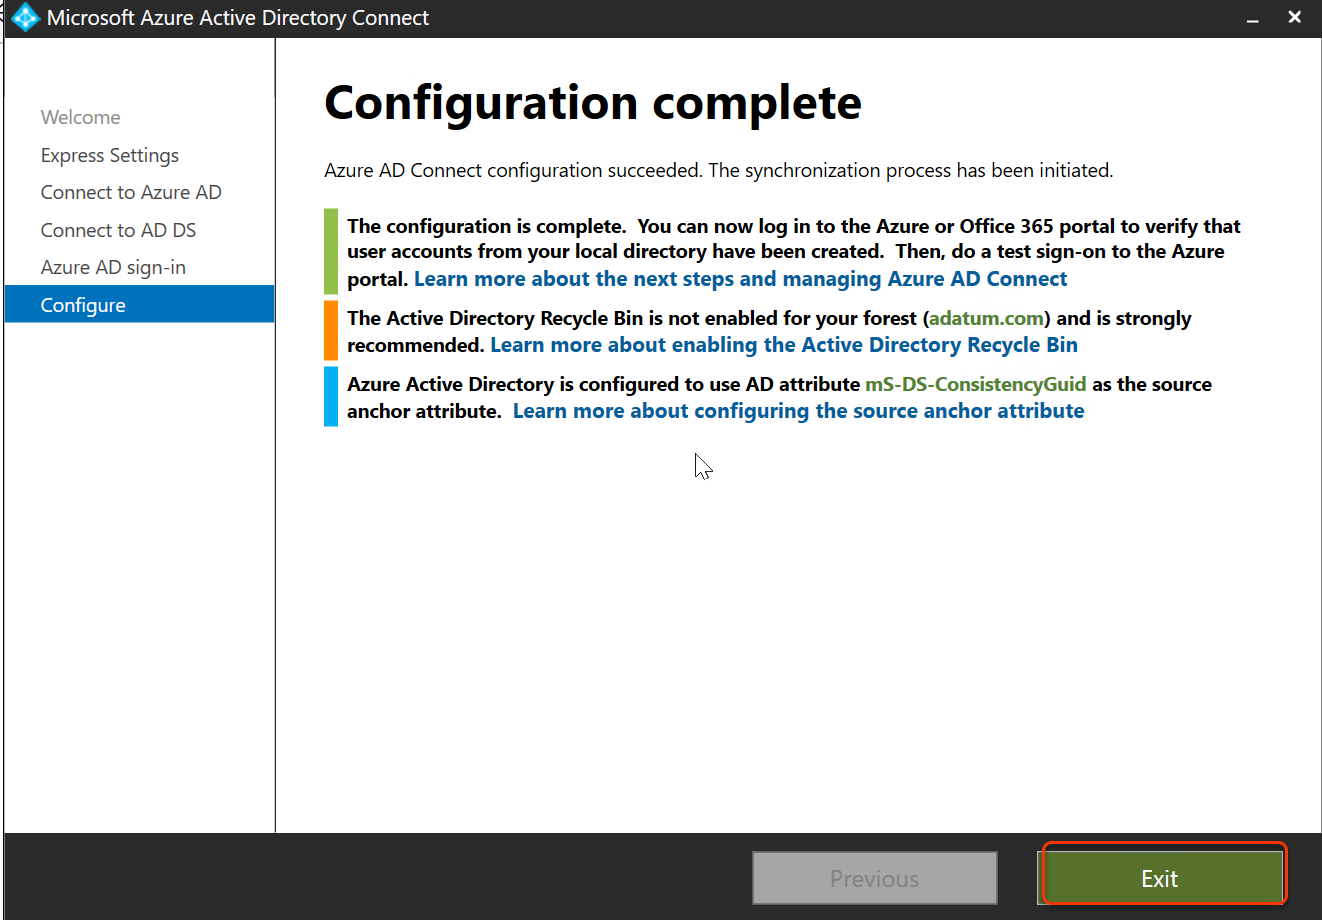 Microsoft Azure Active Directory Connect
Welcome
Express Settings
Connect to Azure AD
Connect to AD DS
Azure AD sign-in
Configure
Configuration complete
Azure AD Connect configuration succeeded. The synchronization process has been initiated.
The configuration is complete.  You can now log in to the Azure or Office 365 portal to verify that
user accounts from your local directory have been created.  Then, do a test sign-on to the Azure
portal. Learn more about the next steps and managing Azure AD Connect
The Active Directory Recycle Bin is not enabled for your forest (adatum.com) and is strongly
recommended. Learn more about enabling the Active Directory Recycle Bin
Azure Active Directory is configured to use AD attribute mS-DS-ConsistencyGuid as the source
anchor attribute.  Learn more about configuring the source anchor attribute
Previous
Exit